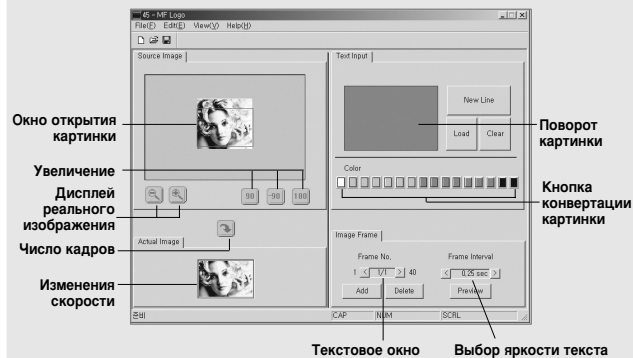 45 - MF Logo
File(F) Edit(E) View(V) Help(H)
Source Image
Text Input
New Line
Load
Clear
Color
90
-90
180
Actual Image
Image Frame
Frame No,
1 < 1/1 > 40
Frame Interval
< 0,25 sec >
Add
Delete
Preview
준비
CAP
NUM
SCRL
Окно открытия
картинки
Увеличение
Дисплей
реального
изображения
Число кадров
Изменения
скорости
Поворот
картинки
Кнопка
конвертации
картинки
Текстовое окно
Выбор яркости текста